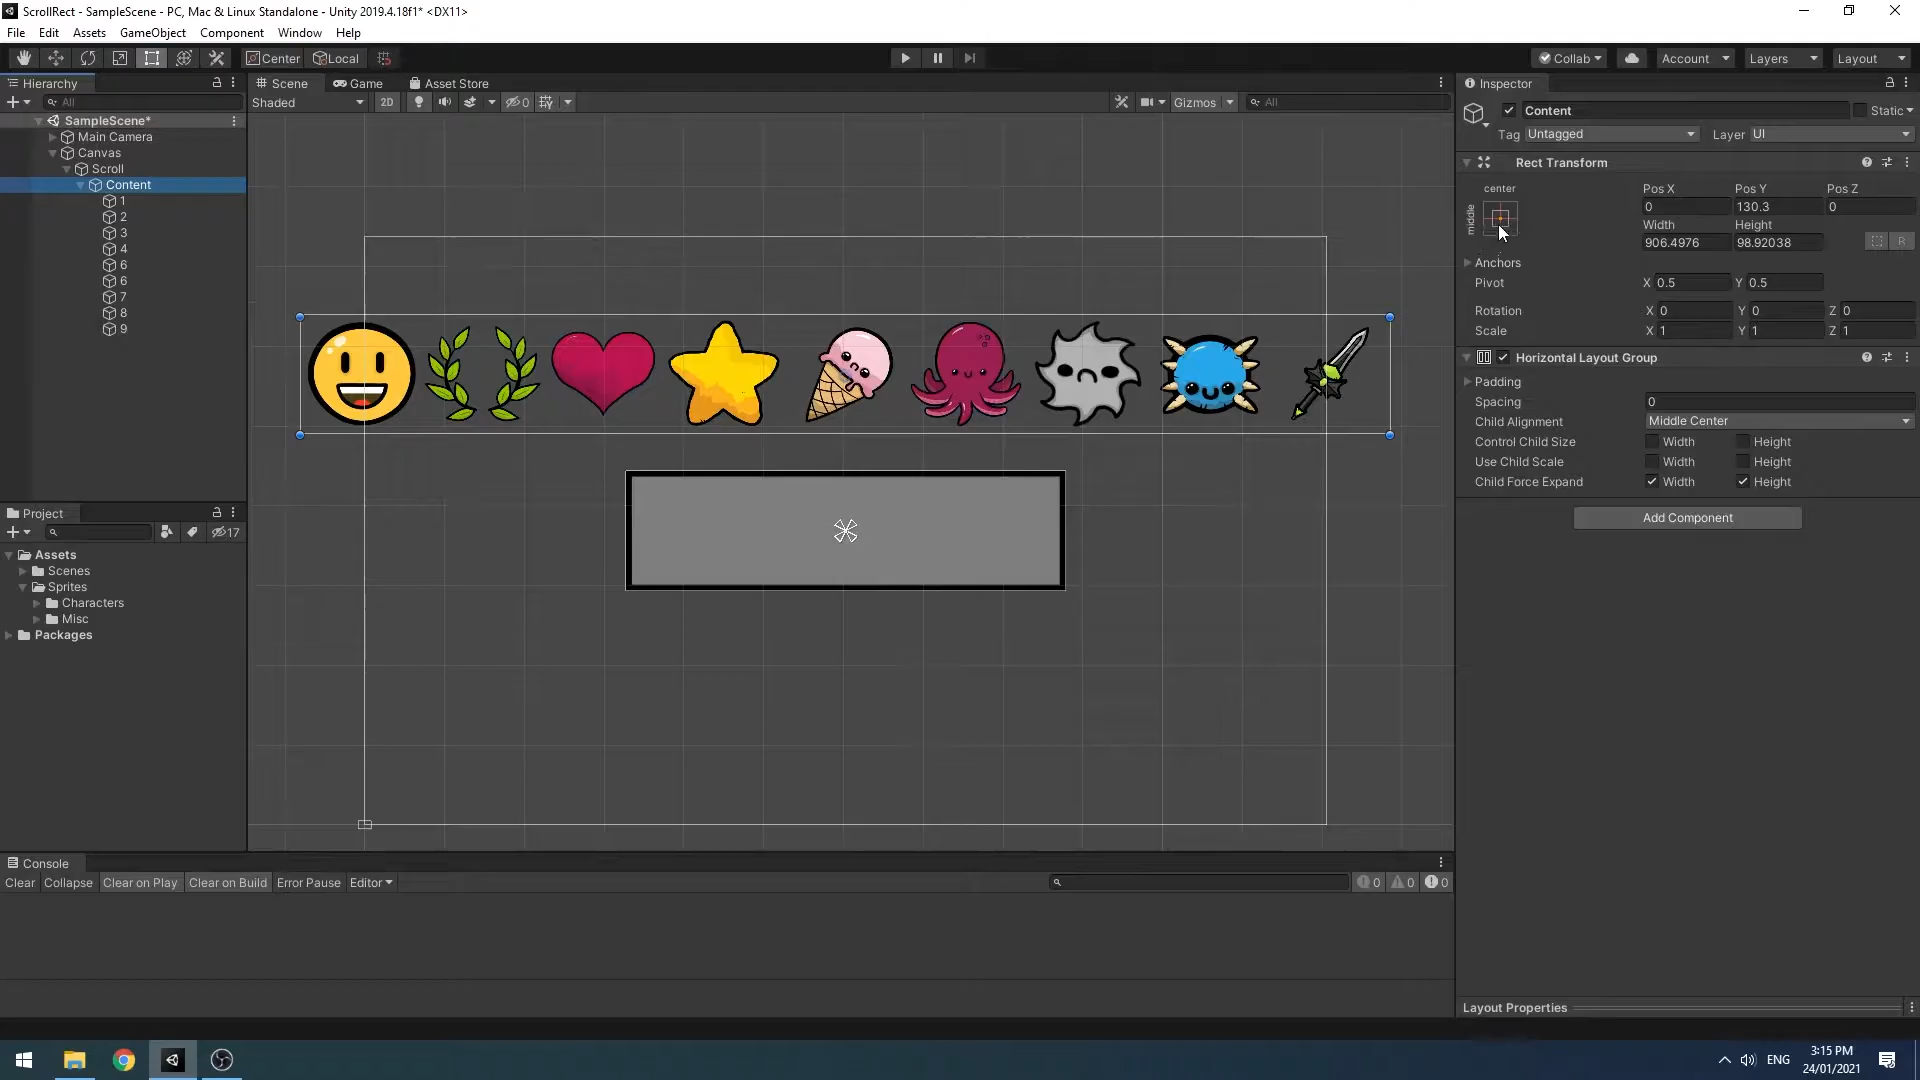 ScrollRect - SampleScene - PC, Mac & Linux Standalone - Unity 2019.4.18f1* <DX11>
File Edit Assets GameObject Component Window Help
Center Local Collab Account Layers Layout
Hierarchy
All
SampleScene*
Main Camera
Canvas
Scroll
Content
1
2
3
4
6
6
7
8
9
Scene Game Asset Store
Shaded 2D 0 Gizmos All
Inspector
Content Static
Tag Untagged Layer UI
Rect Transform
center
middle
Pos X Pos Y Pos Z
0 130.3 0
Width Height
906.4976 98.92038 R
Anchors
Pivot X 0.5 Y 0.5
Rotation X 0 Y 0 Z 0
Scale X 1 Y 1 Z 1
Horizontal Layout Group
Padding
Spacing 0
Child Alignment Middle Center
Control Child Size Width Height
Use Child Scale Width Height
Child Force Expand Width Height
Add Component
Layout Properties
Project
17
Assets
Scenes
Sprites
Characters
Misc
Packages
Console
Clear Collapse Clear on Play Clear on Build Error Pause Editor 0 0 0
ENG 3:15 PM
24/01/2021